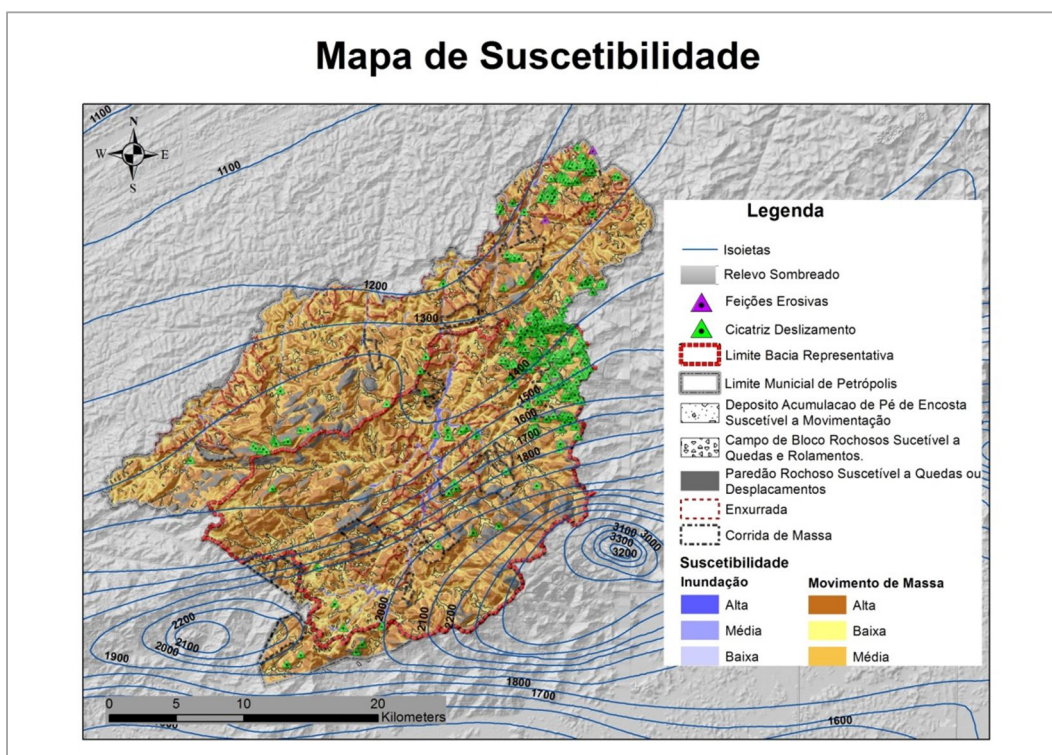 Mapa de Suscetibilidade
1100
N
W E
S
1100
1200
1300
1500
1600
1700
1800
3100 3000
3300
3200
2000
2100
2200
2200
2100
2000
1900
1800
1700
1600
0 5 10 20
Kilometers
Legenda
Isoietas
Relevo Sombreado
Feições Erosivas
Cicatriz Deslizamento
Limite Bacia Representativa
Limite Municial de Petrópolis
Deposito Acumulacao de Pé de Encosta
Suscetível a Movimentação
Campo de Bloco Rochosos Sucetível a
Quedas e Rolamentos.
Paredão Rochoso Suscetível a Quedas ou
Desplacamentos
Enxurrada
Corrida de Massa
Suscetibilidade
Inundação Movimento de Massa
Alta Alta
Média Baixa
Baixa Média